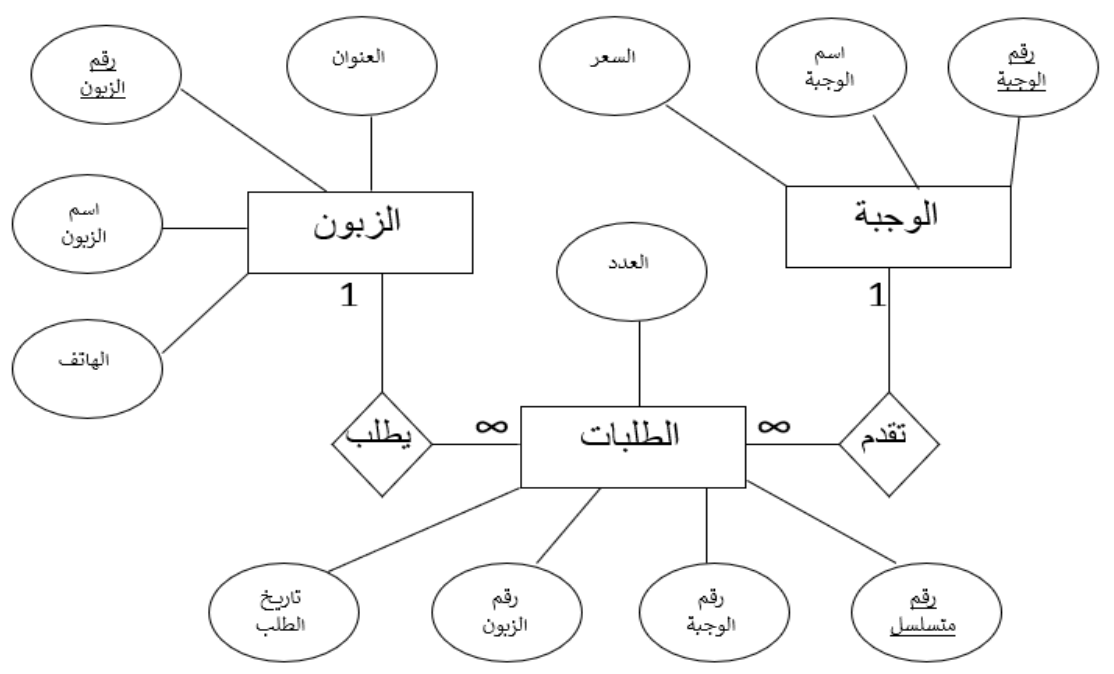 رقم
الوجبة
اسم
الوجبة
السعر
العنوان
رقم
الزبون
الوجبة
الزبون
اسم
الزبون
العدد
1
1
الهاتف
تقدم
∞
الطلبات
∞
يطلب
رقم
متسلسل
رقم
الوجبة
رقم
الزبون
تاريخ
الطلب